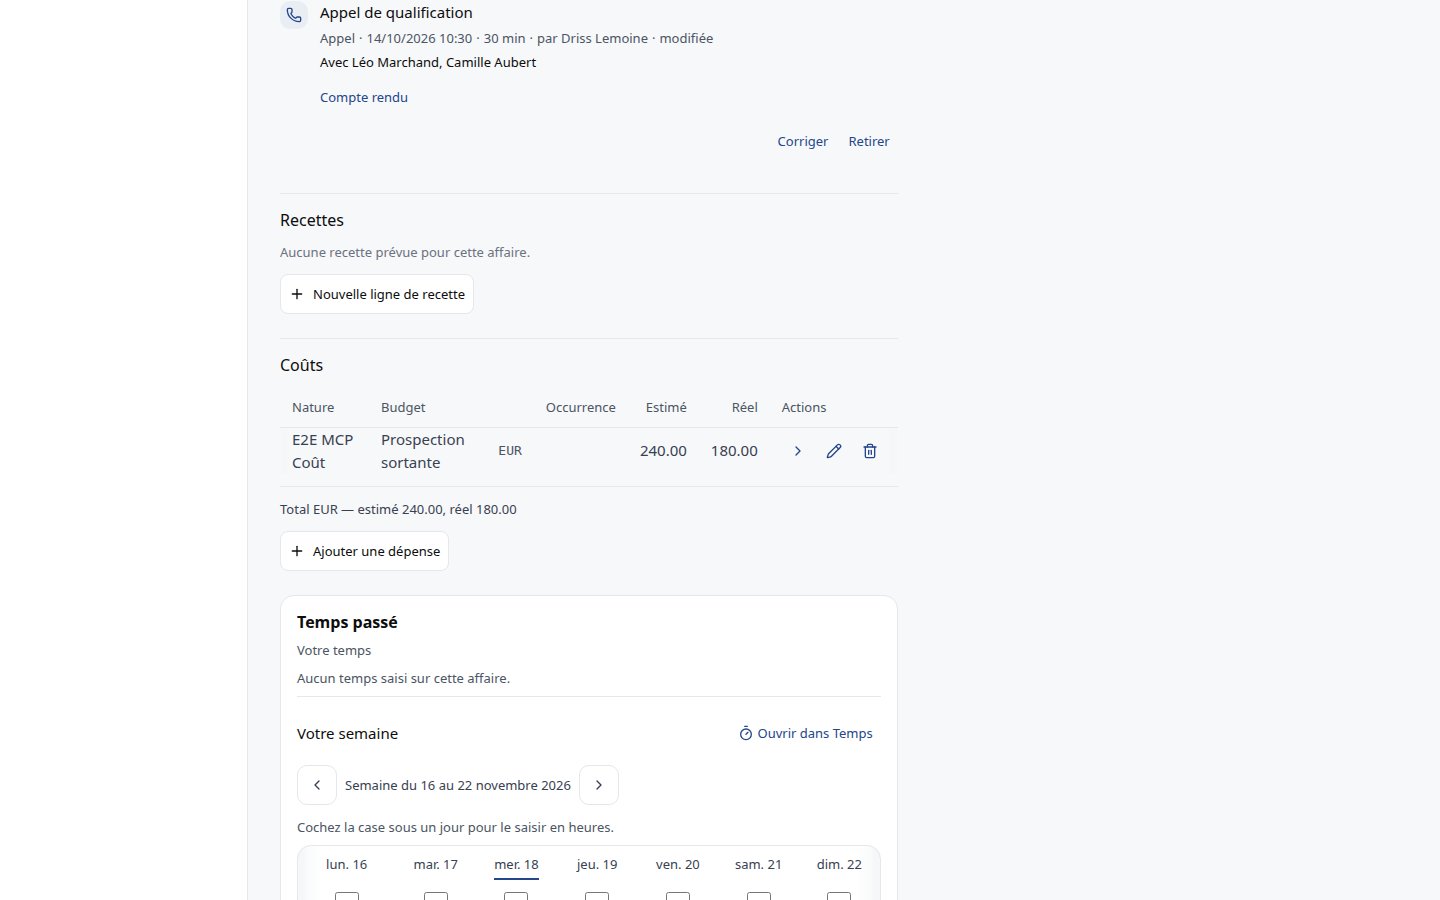 Appel de qualification
Appel · 14/10/2026 10:30 · 30 min · par Driss Lemoine · modifiée
Avec Léo Marchand, Camille Aubert
Compte rendu
Corriger Retirer
Recettes
Aucune recette prévue pour cette affaire.
Nouvelle ligne de recette
Coûts
Nature Budget Occurrence Estimé Réel Actions
E2E MCP Coût Prospection sortante EUR 240.00 180.00
Total EUR — estimé 240.00, réel 180.00
Ajouter une dépense
Temps passé
Votre temps
Aucun temps saisi sur cette affaire.
Votre semaine Ouvrir dans Temps
Semaine du 16 au 22 novembre 2026
Cochez la case sous un jour pour le saisir en heures.
lun. 16 mar. 17 mer. 18 jeu. 19 ven. 20 sam. 21 dim. 22